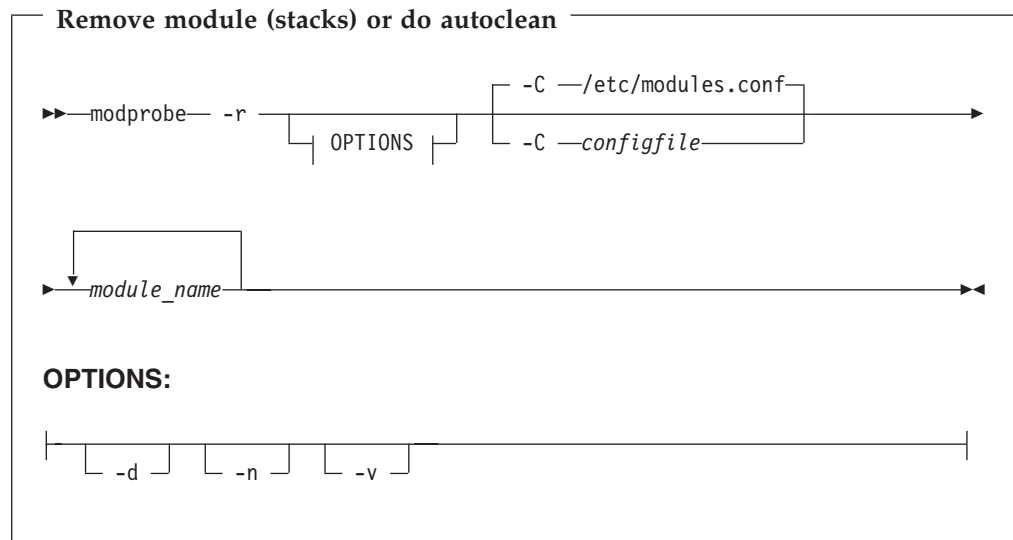 Remove module (stacks) or do autoclean
-C /etc/modules.conf
modprobe -r
OPTIONS
-C configfile
module_name
OPTIONS:
-d -n -v